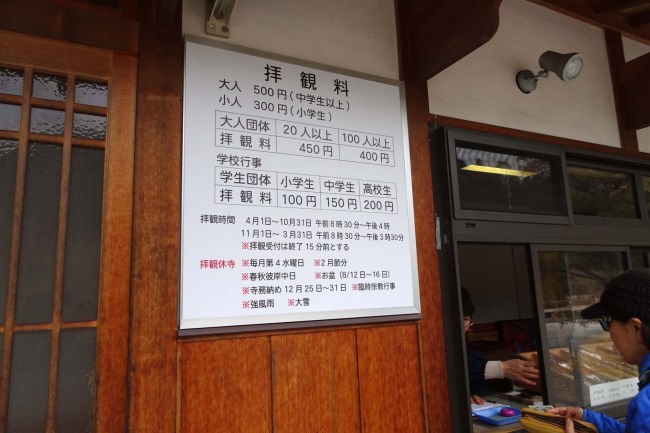 拝観料
大人 500円(中学生以上)
小人 300円(小学生)
大人団体 20人以上 100人以上
拝観料 450円 400円
学校行事
学生団体 小学生 中学生 高校生
拝観料 100円 150円 200円
拝観時間 4月1日〜10月31日 午前8時30分〜午後4時
11月1日〜 3月31日 午前8時30分〜午後3時30分
※拝観受付は終了15分前とする
拝観休寺 ※毎月第4水曜日 ※2月節分
※春秋彼岸中日 ※お盆(8/12日〜16日)
※寺務納め12月25日〜31日 ※臨時宗教行事
※強風雨 ※大雪